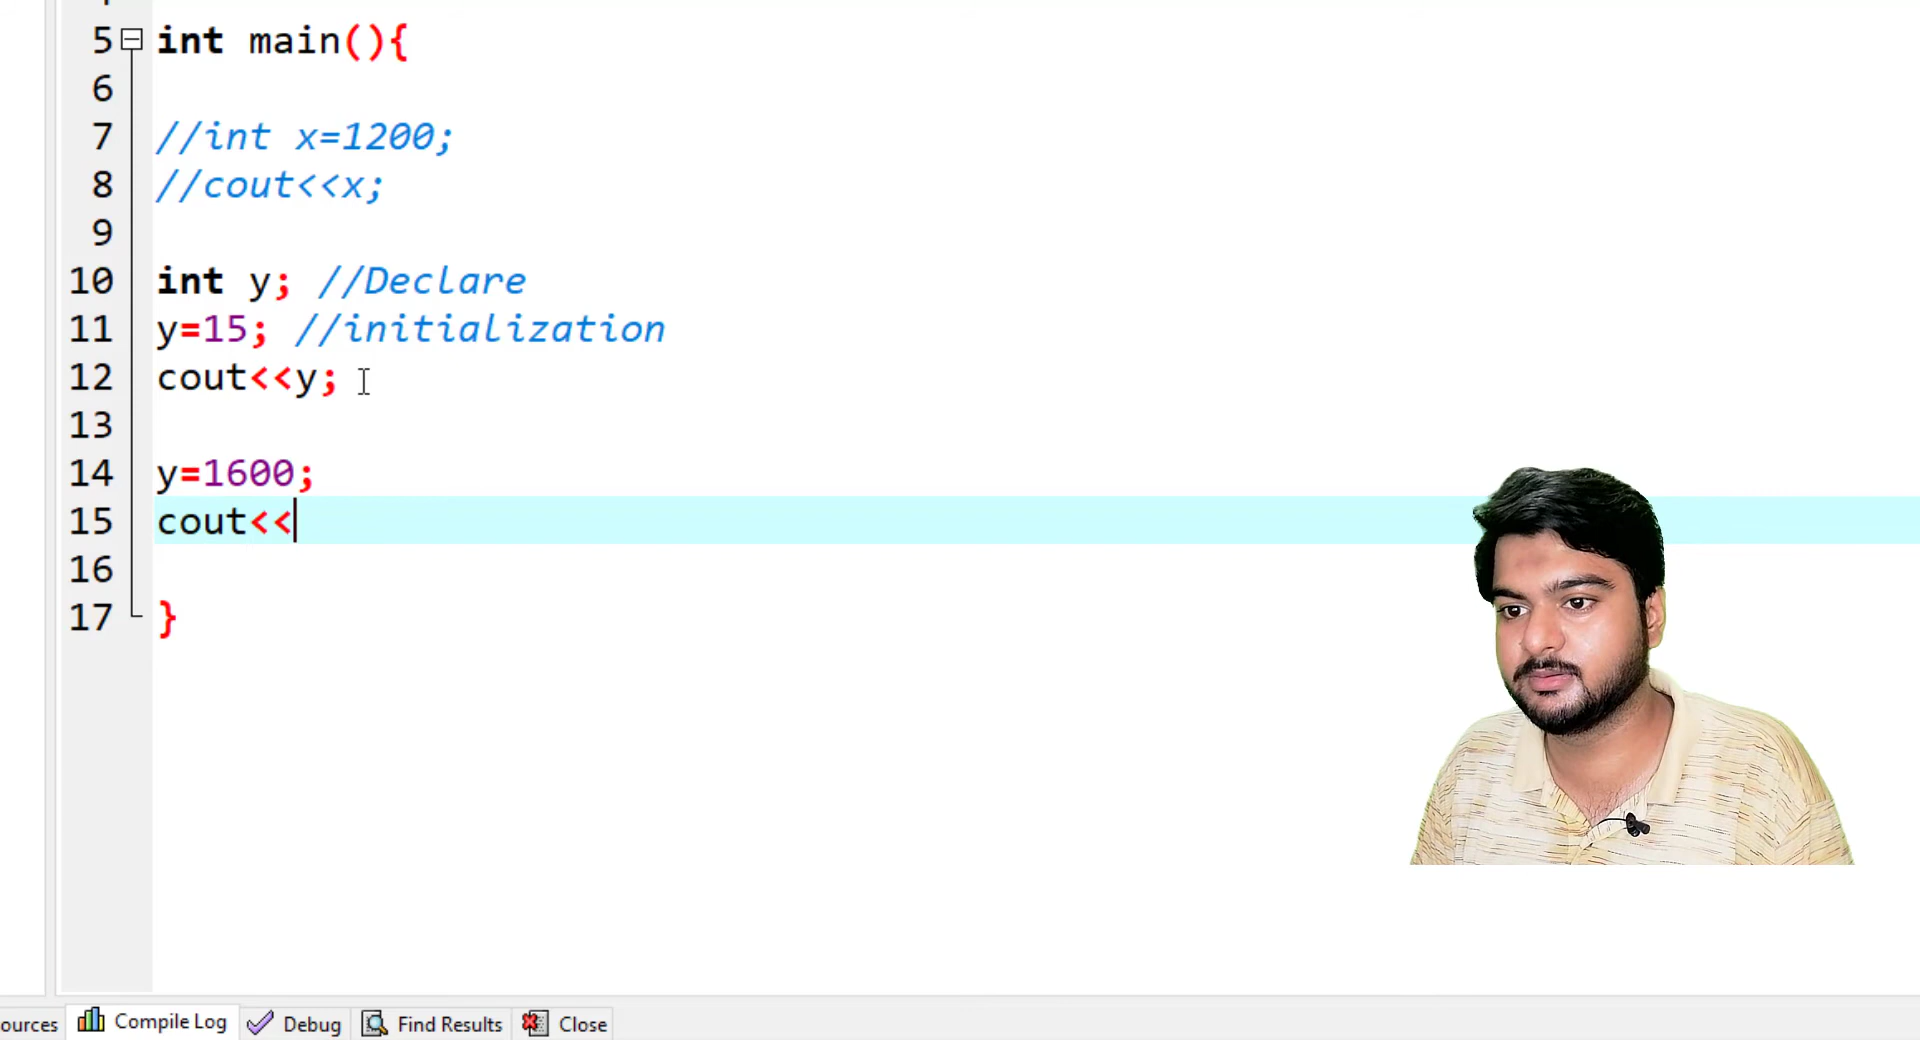 5 int main(){
6
7 //int x=1200;
8 //cout<<x;
9
10 int y; //Declare
11 y=15; //initialization
12 cout<<y;
13
14 y=1600;
15 cout<<
16
17 }
ources Compile Log Debug Find Results Close